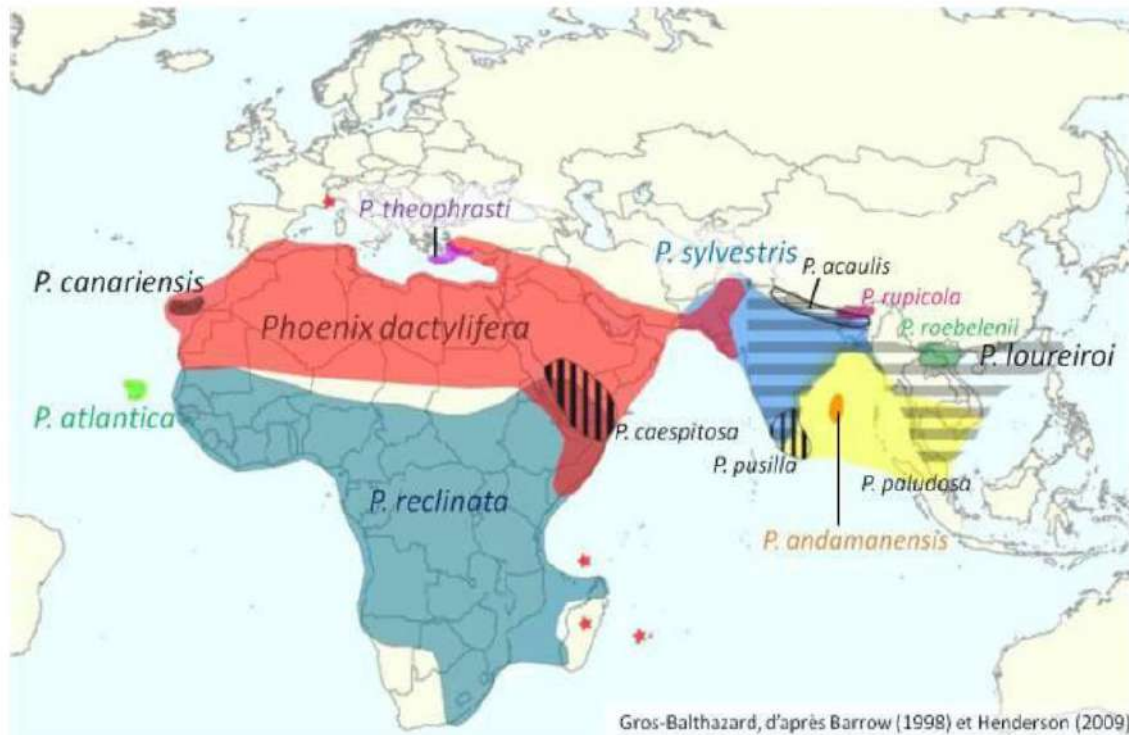 P. theophrasti
P. sylvestris
P. acaulis
P. canariensis
P. rupicola
Phoenix dactylifera
P. roebelenii
P. loureiroi
P. atlantica
P. caespitosa
P. pusilla
P. paludosa
P. reclinata
P. andamanensis
Gros-Balthazard, d'après Barrow (1998) et Henderson (2009)